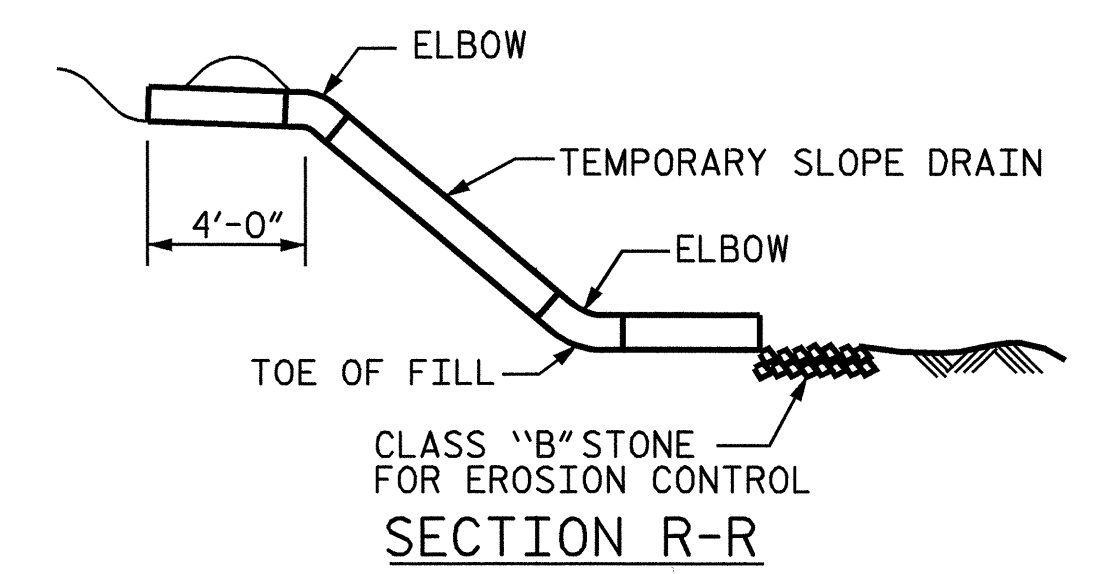 ELBOW
TEMPORARY SLOPE DRAIN
4'-0"
ELBOW
TOE OF FILL
CLASS "B" STONE
FOR EROSION CONTROL
SECTION R-R